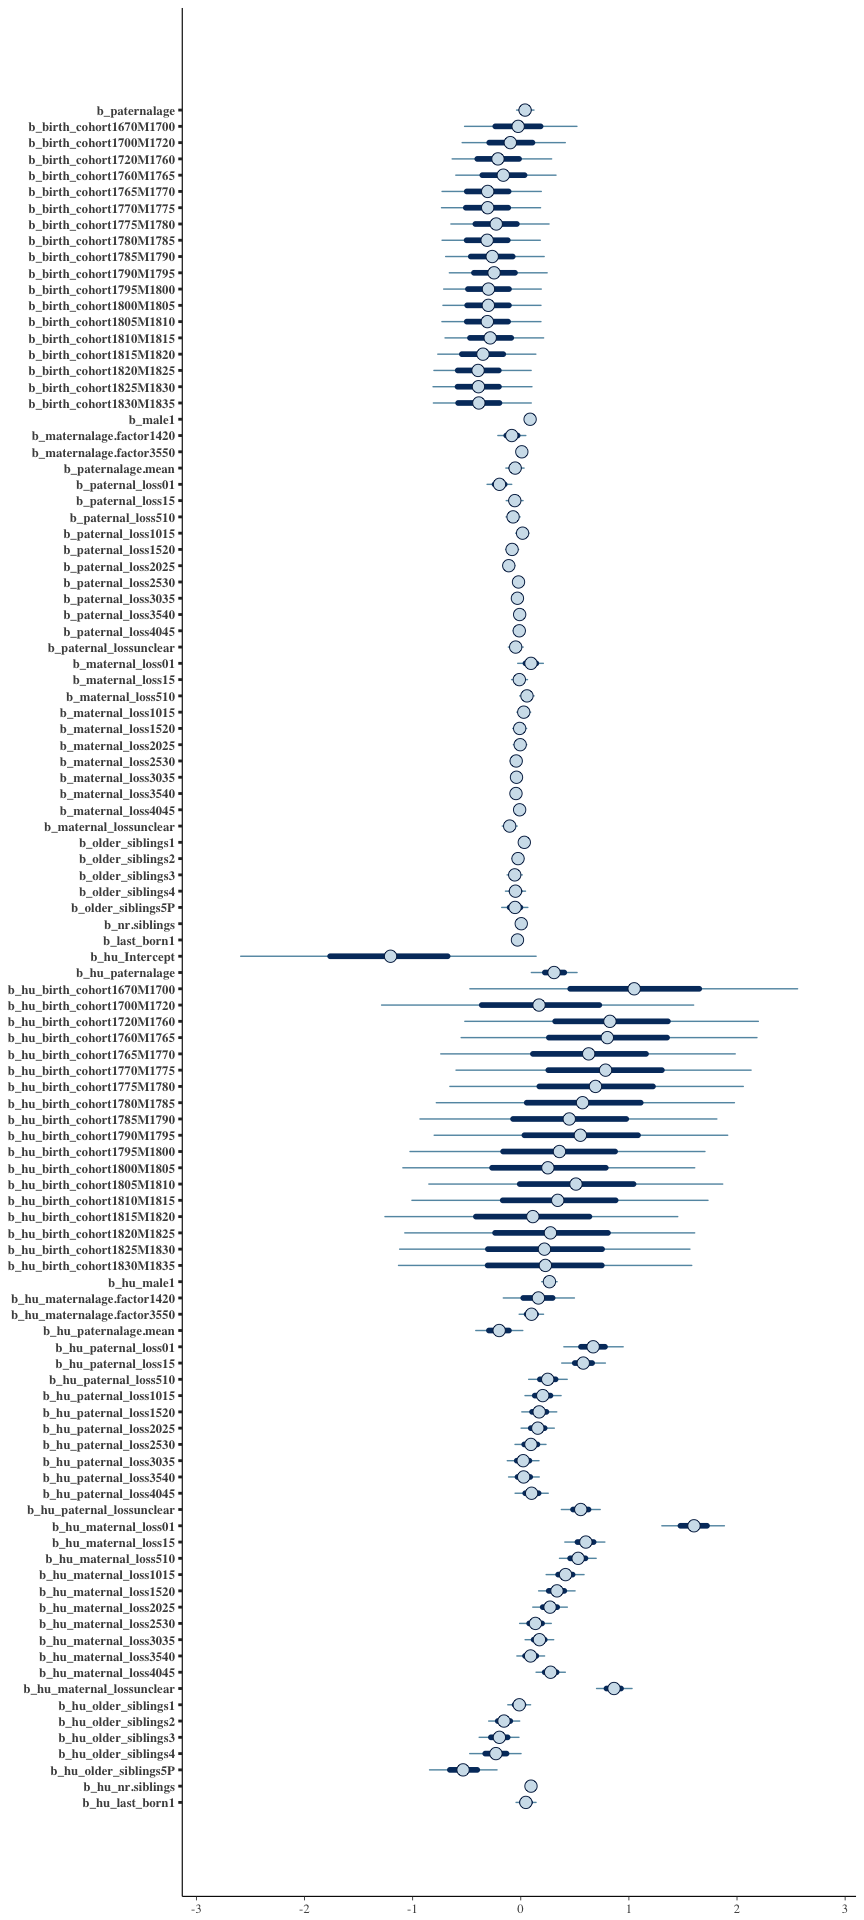 b_paternalage
b_birth_cohort1670M1700
b_birth_cohort1700M1720
b_birth_cohort1720M1760
b_birth_cohort1760M1765
b_birth_cohort1765M1770
b_birth_cohort1770M1775
b_birth_cohort1775M1780
b_birth_cohort1780M1785
b_birth_cohort1785M1790
b_birth_cohort1790M1795
b_birth_cohort1795M1800
b_birth_cohort1800M1805
b_birth_cohort1805M1810
b_birth_cohort1810M1815
b_birth_cohort1815M1820
b_birth_cohort1820M1825
b_birth_cohort1825M1830
b_birth_cohort1830M1835
b_male1
b_maternalage.factor1420
b_maternalage.factor3550
b_paternalage.mean
b_paternal_loss01
b_paternal_loss15
b_paternal_loss510
b_paternal_loss1015
b_paternal_loss1520
b_paternal_loss2025
b_paternal_loss2530
b_paternal_loss3035
b_paternal_loss3540
b_paternal_loss4045
b_paternal_lossunclear
b_maternal_loss01
b_maternal_loss15
b_maternal_loss510
b_maternal_loss1015
b_maternal_loss1520
b_maternal_loss2025
b_maternal_loss2530
b_maternal_loss3035
b_maternal_loss3540
b_maternal_loss4045
b_maternal_lossunclear
b_older_siblings1
b_older_siblings2
b_older_siblings3
b_older_siblings4
b_older_siblings5P
b_nr.siblings
b_last_born1
b_hu_Intercept
b_hu_paternalage
b_hu_birth_cohort1670M1700
b_hu_birth_cohort1700M1720
b_hu_birth_cohort1720M1760
b_hu_birth_cohort1760M1765
b_hu_birth_cohort1765M1770
b_hu_birth_cohort1770M1775
b_hu_birth_cohort1775M1780
b_hu_birth_cohort1780M1785
b_hu_birth_cohort1785M1790
b_hu_birth_cohort1790M1795
b_hu_birth_cohort1795M1800
b_hu_birth_cohort1800M1805
b_hu_birth_cohort1805M1810
b_hu_birth_cohort1810M1815
b_hu_birth_cohort1815M1820
b_hu_birth_cohort1820M1825
b_hu_birth_cohort1825M1830
b_hu_birth_cohort1830M1835
b_hu_male1
b_hu_maternalage.factor1420
b_hu_maternalage.factor3550
b_hu_paternalage.mean
b_hu_paternal_loss01
b_hu_paternal_loss15
b_hu_paternal_loss510
b_hu_paternal_loss1015
b_hu_paternal_loss1520
b_hu_paternal_loss2025
b_hu_paternal_loss2530
b_hu_paternal_loss3035
b_hu_paternal_loss3540
b_hu_paternal_loss4045
b_hu_paternal_lossunclear
b_hu_maternal_loss01
b_hu_maternal_loss15
b_hu_maternal_loss510
b_hu_maternal_loss1015
b_hu_maternal_loss1520
b_hu_maternal_loss2025
b_hu_maternal_loss2530
b_hu_maternal_loss3035
b_hu_maternal_loss3540
b_hu_maternal_loss4045
b_hu_maternal_lossunclear
b_hu_older_siblings1
b_hu_older_siblings2
b_hu_older_siblings3
b_hu_older_siblings4
b_hu_older_siblings5P
b_hu_nr.siblings
b_hu_last_born1
-3 -2 -1 0 1 2 3